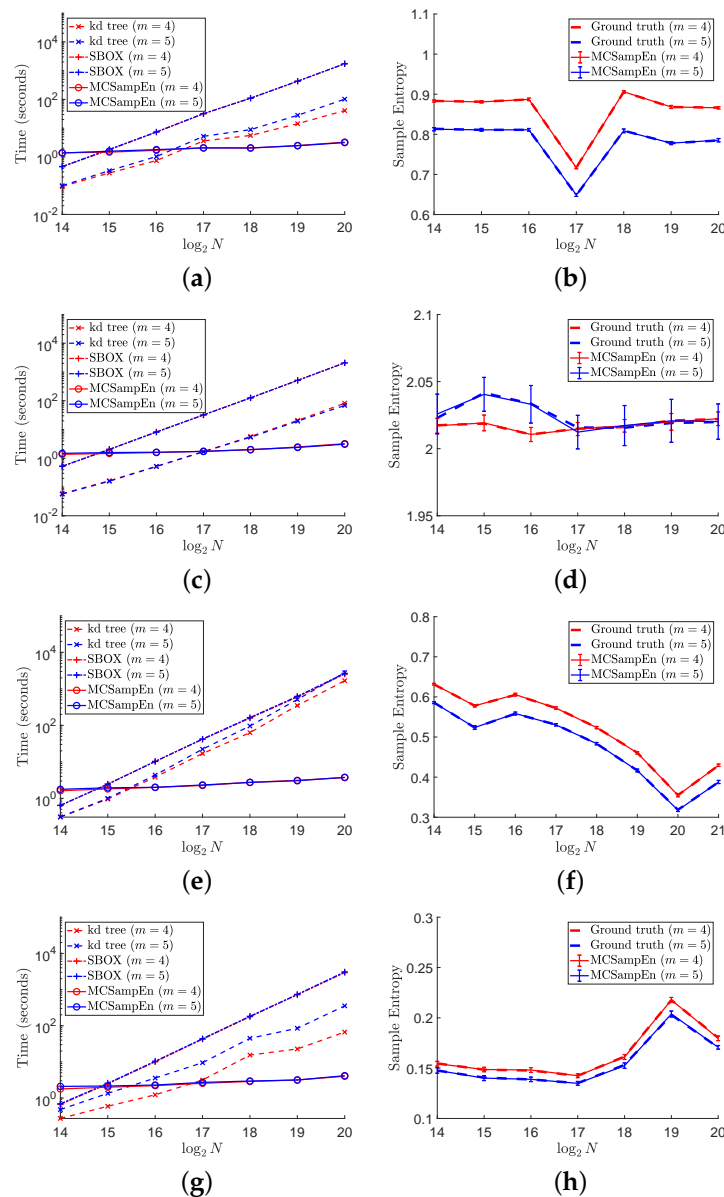 kd tree (m = 4)
kd tree (m = 5)
SBOX (m = 4)
SBOX (m = 5)
MCSampEn (m = 4)
MCSampEn (m = 5)
Time (seconds)
10^4
10^2
10^0
10^-2
14 15 16 17 18 19 20
log2 N
(a)
Ground truth (m = 4)
Ground truth (m = 5)
MCSampEn (m = 4)
MCSampEn (m = 5)
Sample Entropy
1.1
1
0.9
0.8
0.7
0.6
14 15 16 17 18 19 20
log2 N
(b)
kd tree (m = 4)
kd tree (m = 5)
SBOX (m = 4)
SBOX (m = 5)
MCSampEn (m = 4)
MCSampEn (m = 5)
Time (seconds)
10^4
10^2
10^0
10^-2
14 15 16 17 18 19 20
log2 N
(c)
Ground truth (m = 4)
Ground truth (m = 5)
MCSampEn (m = 4)
MCSampEn (m = 5)
Sample Entropy
2.1
2.05
2
1.95
14 15 16 17 18 19 20
log2 N
(d)
kd tree (m = 4)
kd tree (m = 5)
SBOX (m = 4)
SBOX (m = 5)
MCSampEn (m = 4)
MCSampEn (m = 5)
Time (seconds)
10^4
10^2
10^0
14 15 16 17 18 19 20
log2 N
(e)
Ground truth (m = 4)
Ground truth (m = 5)
MCSampEn (m = 4)
MCSampEn (m = 5)
Sample Entropy
0.8
0.7
0.6
0.5
0.4
0.3
14 15 16 17 18 19 20 21
log2 N
(f)
kd tree (m = 4)
kd tree (m = 5)
SBOX (m = 4)
SBOX (m = 5)
MCSampEn (m = 4)
MCSampEn (m = 5)
Time (seconds)
10^4
10^2
10^0
14 15 16 17 18 19 20
log2 N
(g)
Ground truth (m = 4)
Ground truth (m = 5)
MCSampEn (m = 4)
MCSampEn (m = 5)
Sample Entropy
0.3
0.25
0.2
0.15
0.1
14 15 16 17 18 19 20
log2 N
(h)